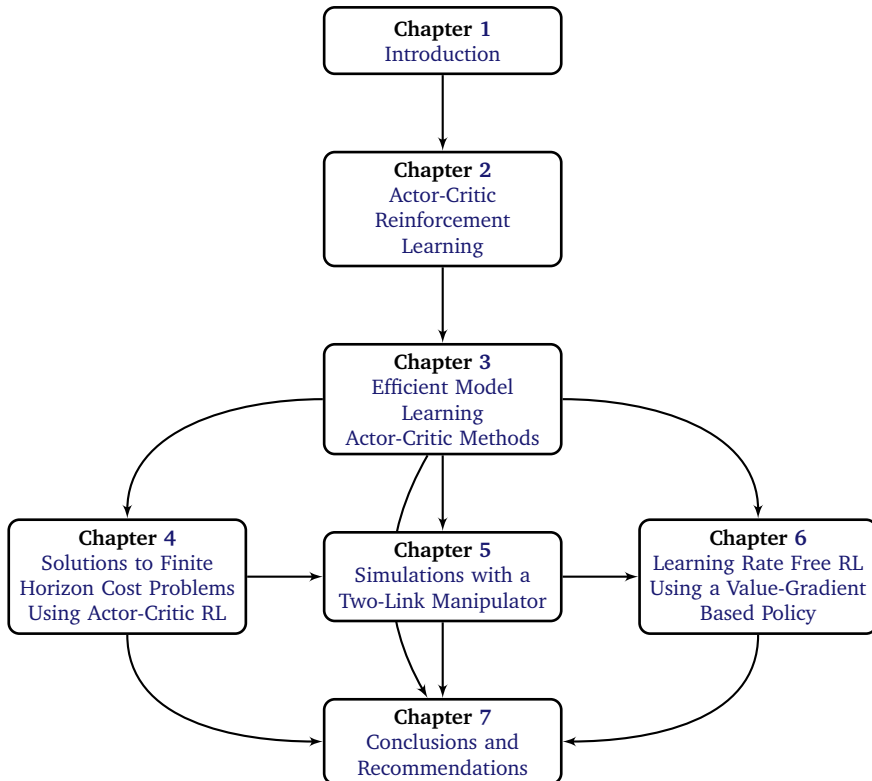 Chapter 1
Introduction
Chapter 2
Actor-Critic
Reinforcement
Learning
Chapter 3
Efficient Model
Learning
Actor-Critic Methods
Chapter 4
Solutions to Finite
Horizon Cost Problems
Using Actor-Critic RL
Chapter 5
Simulations with a
Two-Link Manipulator
Chapter 6
Learning Rate Free RL
Using a Value-Gradient
Based Policy
Chapter 7
Conclusions and
Recommendations